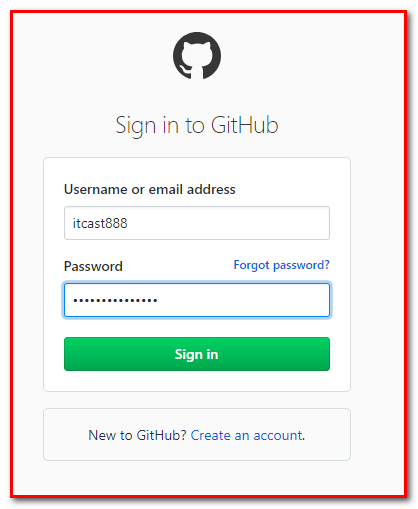 Sign in to GitHub
Username or email address
itcast888
Password Forgot password?
•••••••••••••••
Sign in
New to GitHub? Create an account.